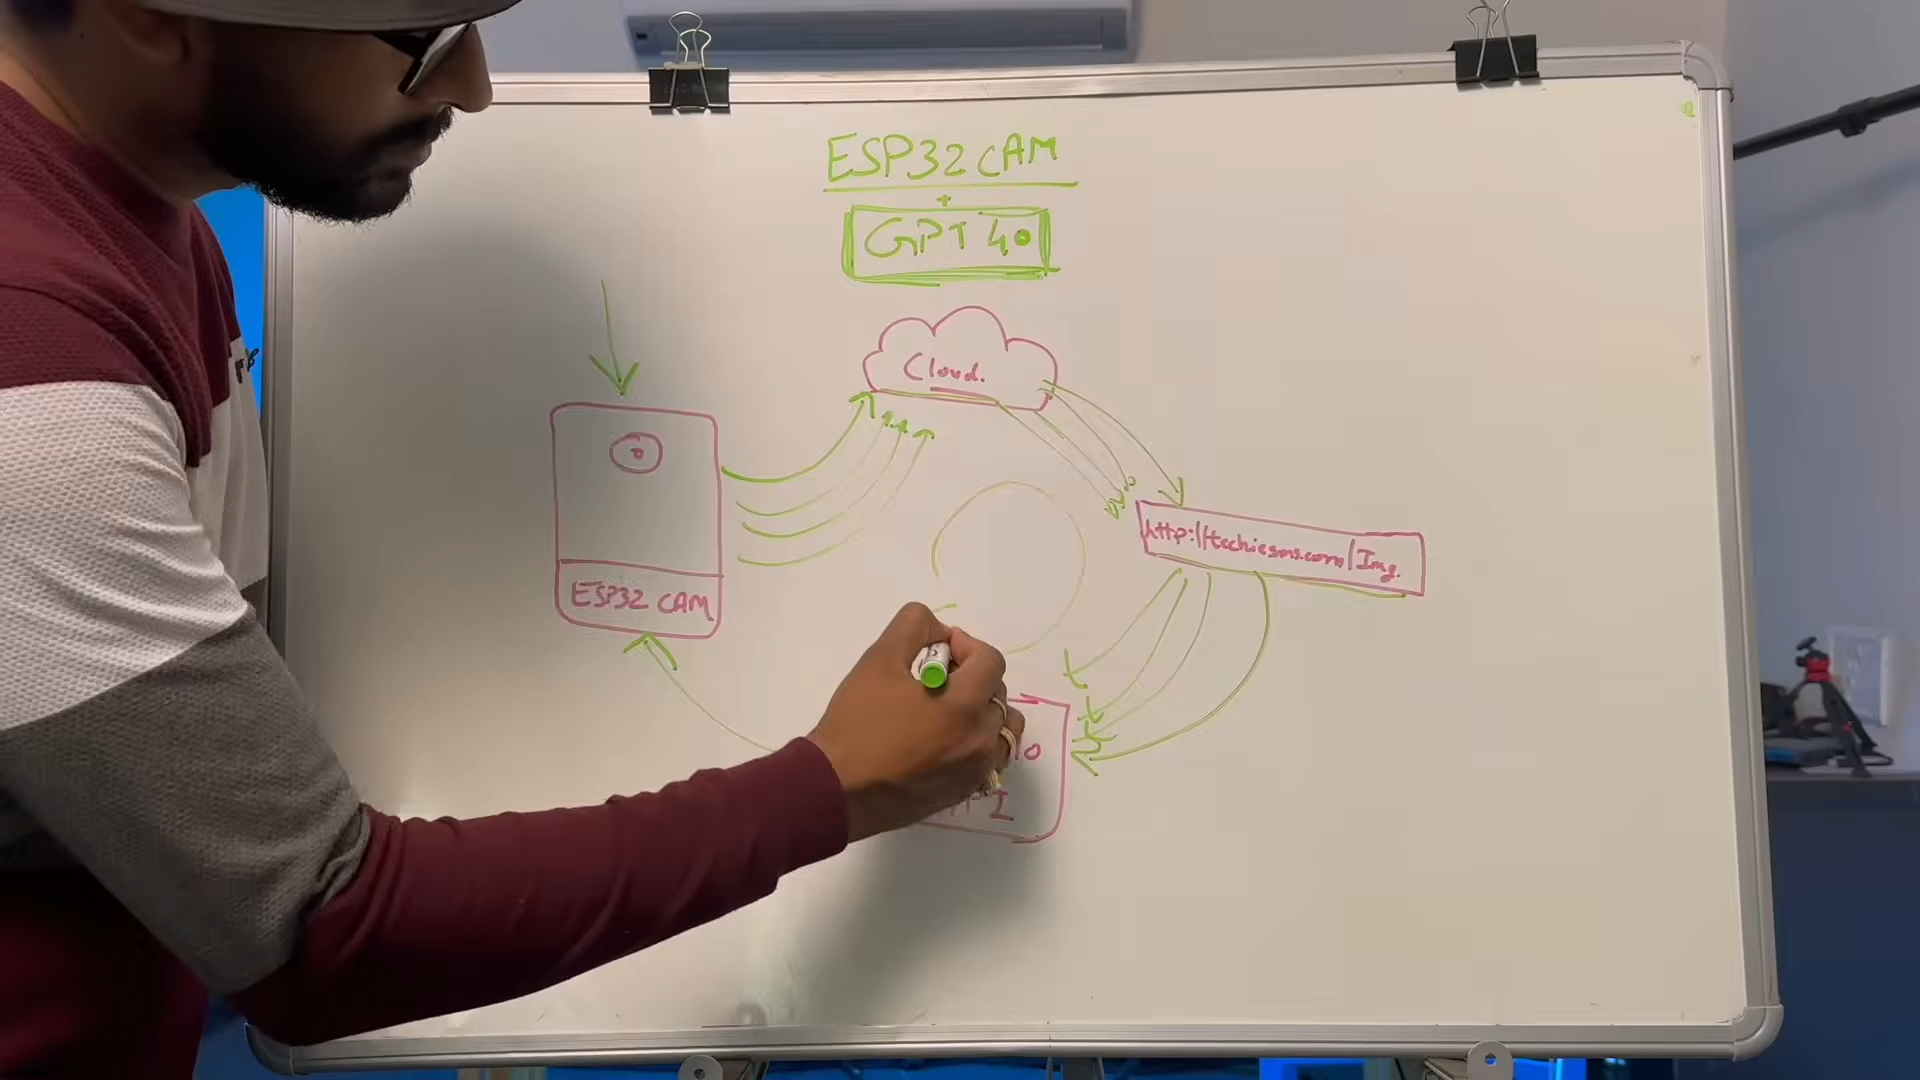 ESP32 CAM
+
GPT 4o
Cloud.
http://techiesms.com/Img.
ESP32 CAM